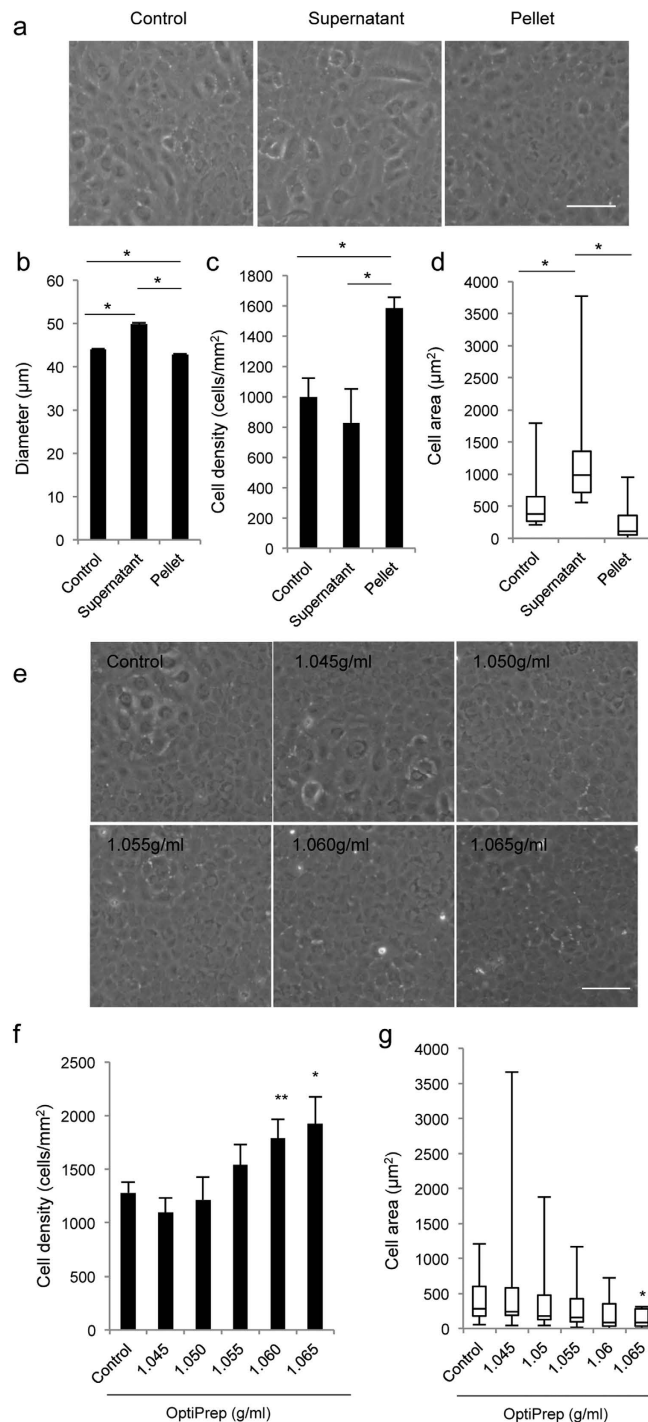 a
Control Supernatant Pellet
b
*
*
*
Diameter (µm)
60
50
40
30
20
10
0
Control Supernatant Pellet
c
*
*
Cell density (cells/mm²)
1800
1600
1400
1200
1000
800
600
400
200
0
Control Supernatant Pellet
d
* *
Cell area (µm²)
4000
3500
3000
2500
2000
1500
1000
500
0
Control Supernatant Pellet
e
Control 1.045g/ml 1.050g/ml
1.055g/ml 1.060g/ml 1.065g/ml
f
Cell density (cells/mm²)
2500
2000
1500
1000
500
0
** *
Control 1.045 1.050 1.055 1.060 1.065
OptiPrep (g/ml)
g
Cell area (µm²)
4000
3500
3000
2500
2000
1500
1000
500
0
*
Control 1.045 1.05 1.055 1.06 1.065
OptiPrep (g/ml)